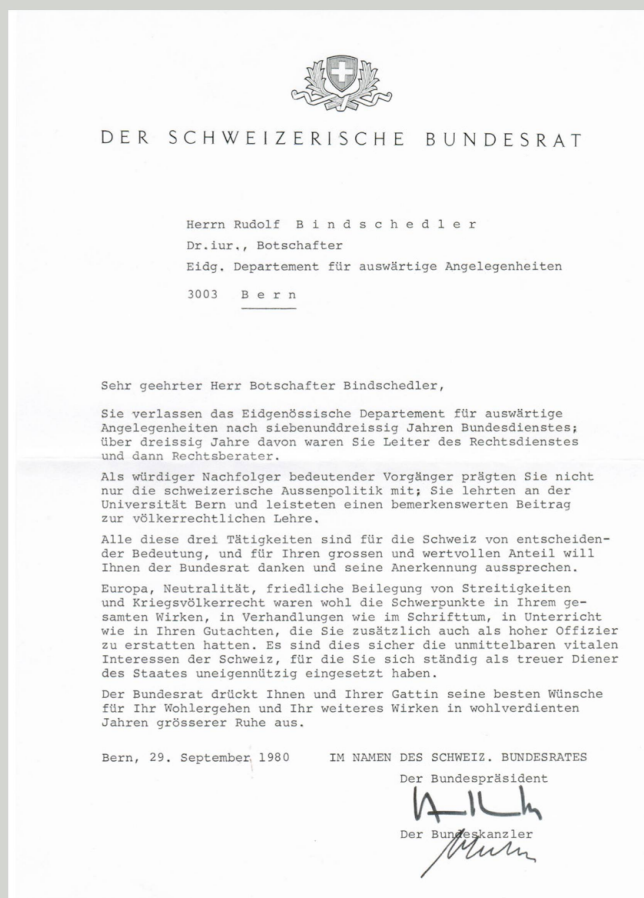 DER SCHWEIZERISCHE BUNDESRAT
Herrn Rudolf B i n d s c h e d l e r
Dr.iur., Botschafter
Eidg. Departement für auswärtige Angelegenheiten
3003 B e r n
Sehr geehrter Herr Botschafter Bindschedler,
Sie verlassen das Eidgenössische Departement für auswärtige
Angelegenheiten nach siebenunddreissig Jahren Bundesdienstes;
über dreissig Jahre davon waren Sie Leiter des Rechtsdienstes
und dann Rechtsberater.
Als würdiger Nachfolger bedeutender Vorgänger prägten Sie nicht
nur die schweizerische Aussenpolitik mit; Sie lehrten an der
Universität Bern und leisteten einen bemerkenswerten Beitrag
zur völkerrechtlichen Lehre.
Alle diese drei Tätigkeiten sind für die Schweiz von entscheiden-
der Bedeutung, und für Ihren grossen und wertvollen Anteil will
Ihnen der Bundesrat danken und seine Anerkennung aussprechen.
Europa, Neutralität, friedliche Beilegung von Streitigkeiten
und Kriegsvölkerrecht waren wohl die Schwerpunkte in Ihrem ge-
samten Wirken, in Verhandlungen wie im Schrifttum, in Unterricht
wie in Ihren Gutachten, die Sie zusätzlich auch als hoher Offizier
zu erstatten hatten. Es sind dies sicher die unmittelbaren vitalen
Interessen der Schweiz, für die Sie sich ständig als treuer Diener
des Staates uneigennützig eingesetzt haben.
Der Bundesrat drückt Ihnen und Ihrer Gattin seine besten Wünsche
für Ihr Wohlergehen und Ihr weiteres Wirken in wohlverdienten
Jahren grösserer Ruhe aus.
Bern, 29. September 1980 IM NAMEN DES SCHWEIZ. BUNDESRATES
Der Bundespräsident
Der Bundeskanzler